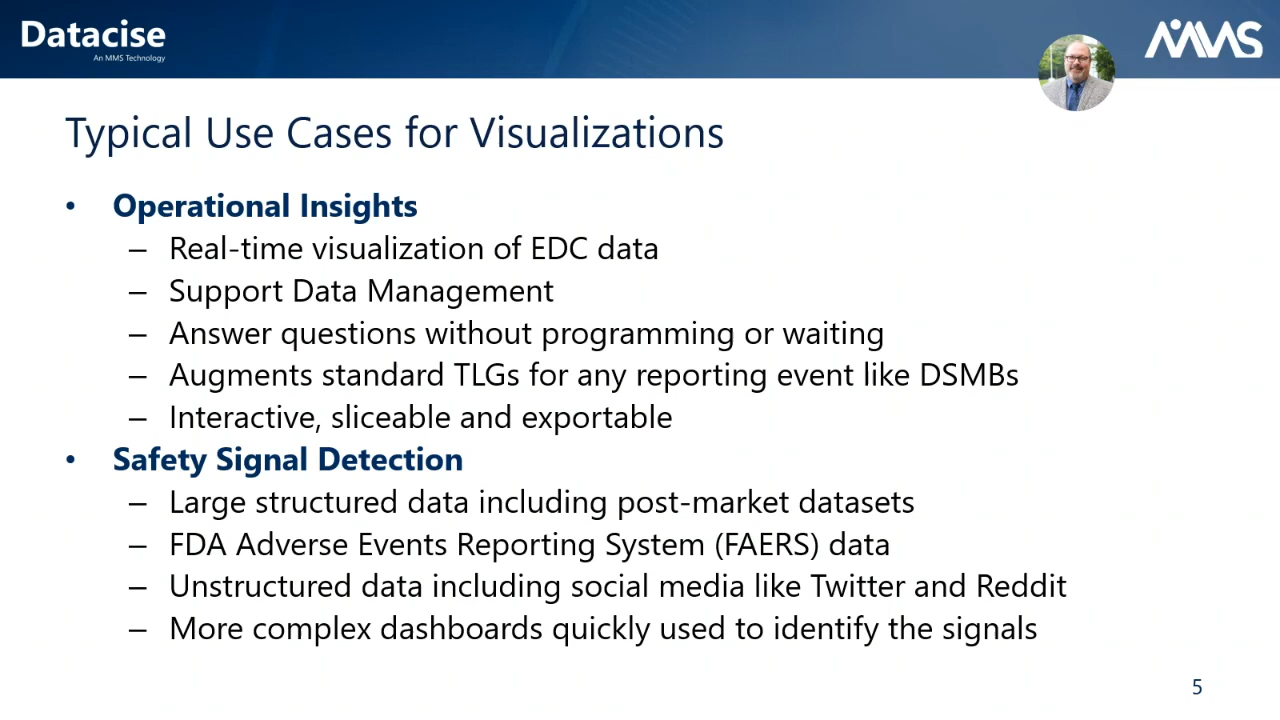 Datacise
An MMS Technology
MMS
Typical Use Cases for Visualizations
• Operational Insights
– Real-time visualization of EDC data
– Support Data Management
– Answer questions without programming or waiting
– Augments standard TLGs for any reporting event like DSMBs
– Interactive, sliceable and exportable
• Safety Signal Detection
– Large structured data including post-market datasets
– FDA Adverse Events Reporting System (FAERS) data
– Unstructured data including social media like Twitter and Reddit
– More complex dashboards quickly used to identify the signals
5